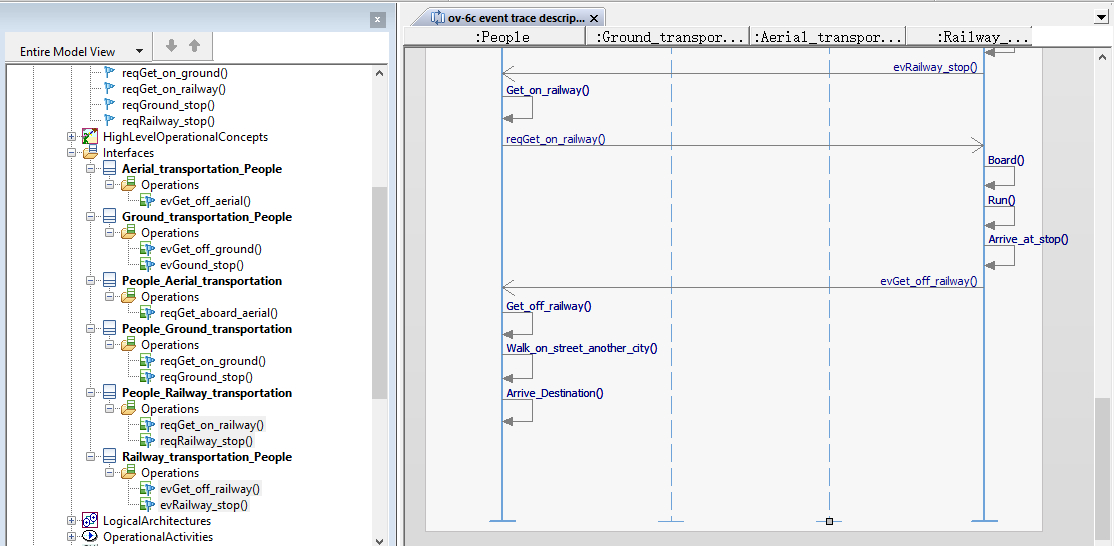 Entire Model View
reqGet_on_ground()
reqGet_on_railway()
reqGround_stop()
reqRailway_stop()
HighLevelOperationalConcepts
Interfaces
Aerial_transportation_People
Operations
evGet_off_aerial()
Ground_transportation_People
Operations
evGet_off_ground()
evGound_stop()
People_Aerial_transportation
Operations
reqGet_aboard_aerial()
People_Ground_transportation
Operations
reqGet_on_ground()
reqGround_stop()
People_Railway_transportation
Operations
reqGet_on_railway()
reqRailway_stop()
Railway_transportation_People
Operations
evGet_off_railway()
evRailway_stop()
LogicalArchitectures
OperationalActivities
ov-6c event trace descrip...
:People :Ground_transpor... :Aerial_transport... :Railway_...
evRailway_stop()
Get_on_railway()
reqGet_on_railway()
Board()
Run()
Arrive_at_stop()
evGet_off_railway()
Get_off_railway()
Walk_on_street_another_city()
Arrive_Destination()